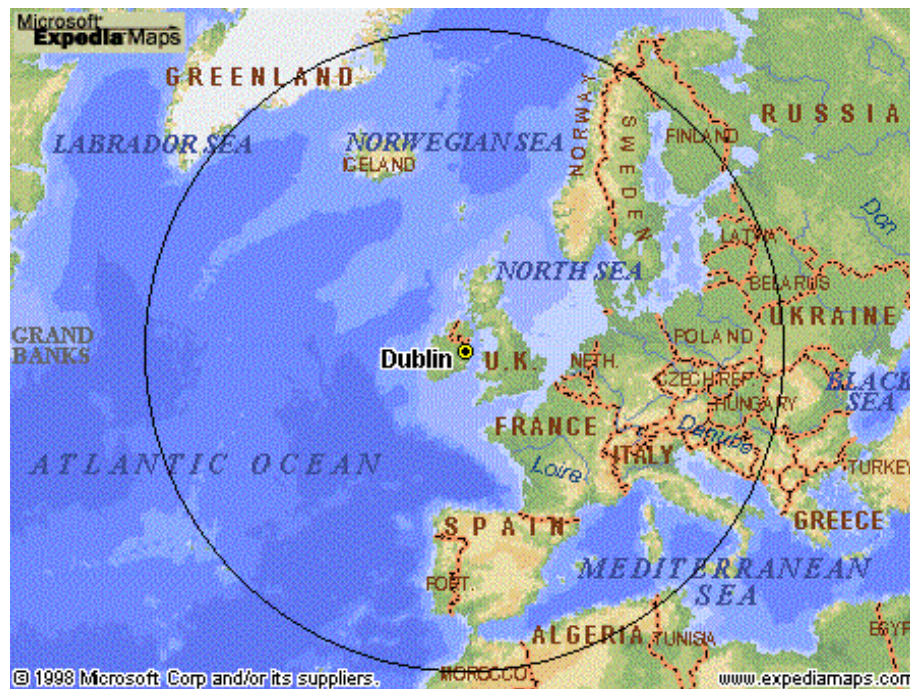 Microsoft®
Expedia Maps
GREENLAND
RUSSIA
LABRADOR SEA
NORWEGIAN SEA
ICELAND
NORWAY
SWEDEN
FINLAND
Don
LATVIA
NORTH SEA
BELARUS
GRAND
BANKS
UKRAINE
POLAND
Dublin
U.K.
NETH.
CZECH REP.
BLACK
SEA
HUNGARY
FRANCE
Danube
ITALY
ATLANTIC OCEAN
Loire
TURKEY
SPAIN
GREECE
MEDITERRANEAN
SEA
PORT.
ALGERIA
TUNISIA
EGYP
MOROCCO
© 1998 Microsoft Corp and/or its suppliers.
www.expediamaps.com